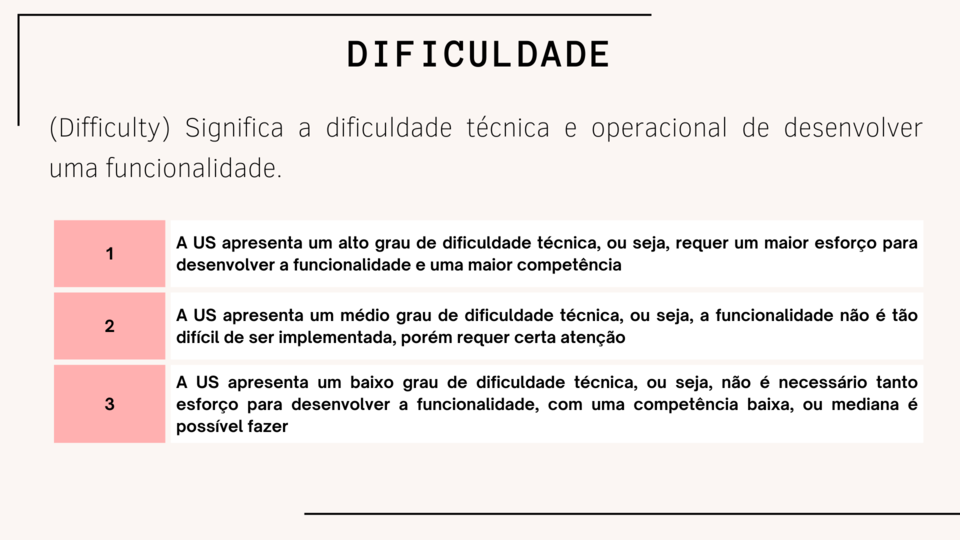 DIFICULDADE
(Difficulty) Significa a dificuldade técnica e operacional de desenvolver
uma funcionalidade.
1
A US apresenta um alto grau de dificuldade técnica, ou seja, requer um maior esforço para
desenvolver a funcionalidade e uma maior competência
2
A US apresenta um médio grau de dificuldade técnica, ou seja, a funcionalidade não é tão
difícil de ser implementada, porém requer certa atenção
3
A US apresenta um baixo grau de dificuldade técnica, ou seja, não é necessário tanto
esforço para desenvolver a funcionalidade, com uma competência baixa, ou mediana é
possível fazer